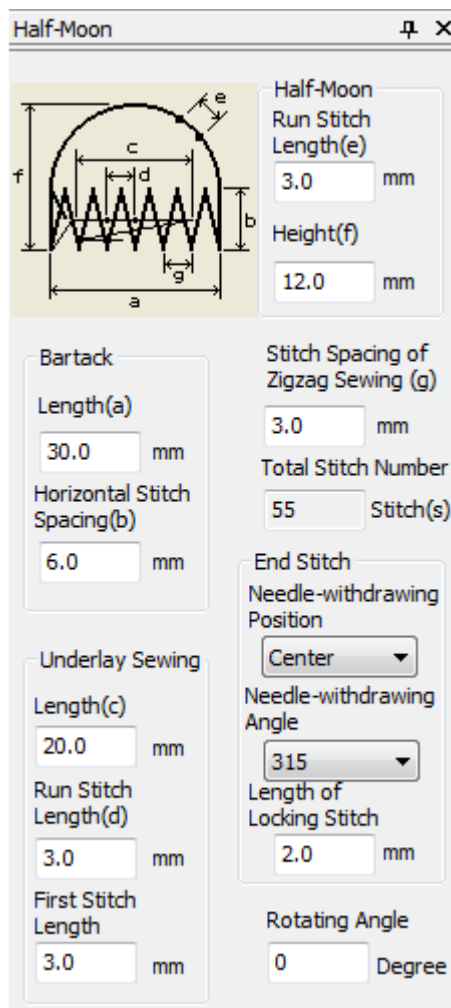 Half-Moon
e
c
d
f
b
g
a
Half-Moon
Run Stitch
Length(e)
3.0 mm
Height(f)
12.0 mm
Bartack
Length(a)
30.0 mm
Horizontal Stitch
Spacing(b)
6.0 mm
Stitch Spacing of
Zigzag Sewing (g)
3.0 mm
Total Stitch Number
55 Stitch(s)
Underlay Sewing
Length(c)
20.0 mm
Run Stitch
Length(d)
3.0 mm
First Stitch
Length
3.0 mm
End Stitch
Needle-withdrawing
Position
Center
Needle-withdrawing
Angle
315
Length of
Locking Stitch
2.0 mm
Rotating Angle
0 Degree